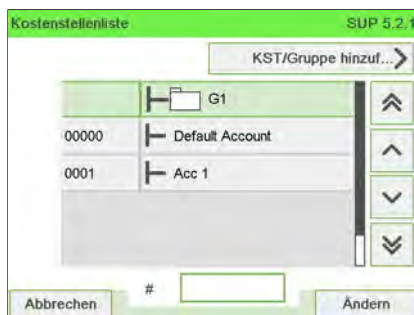 Kostenstellenliste SUP 5.2.1
KST/Gruppe hinzuf...
G1
00000 Default Account
0001 Acc 1
#
Abbrechen Ändern